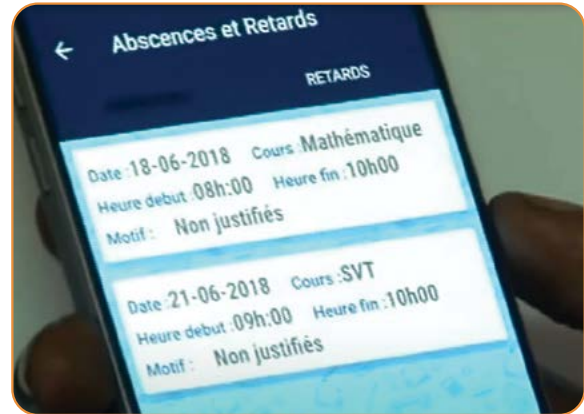 Abscences et Retards
RETARDS
Date :18-06-2018 Cours :Mathématique
Heure debut :08h:00 Heure fin :10h00
Motif : Non justifiés
Date :21-06-2018 Cours :SVT
Heure debut :09h:00 Heure fin :10h00
Motif : Non justifiés